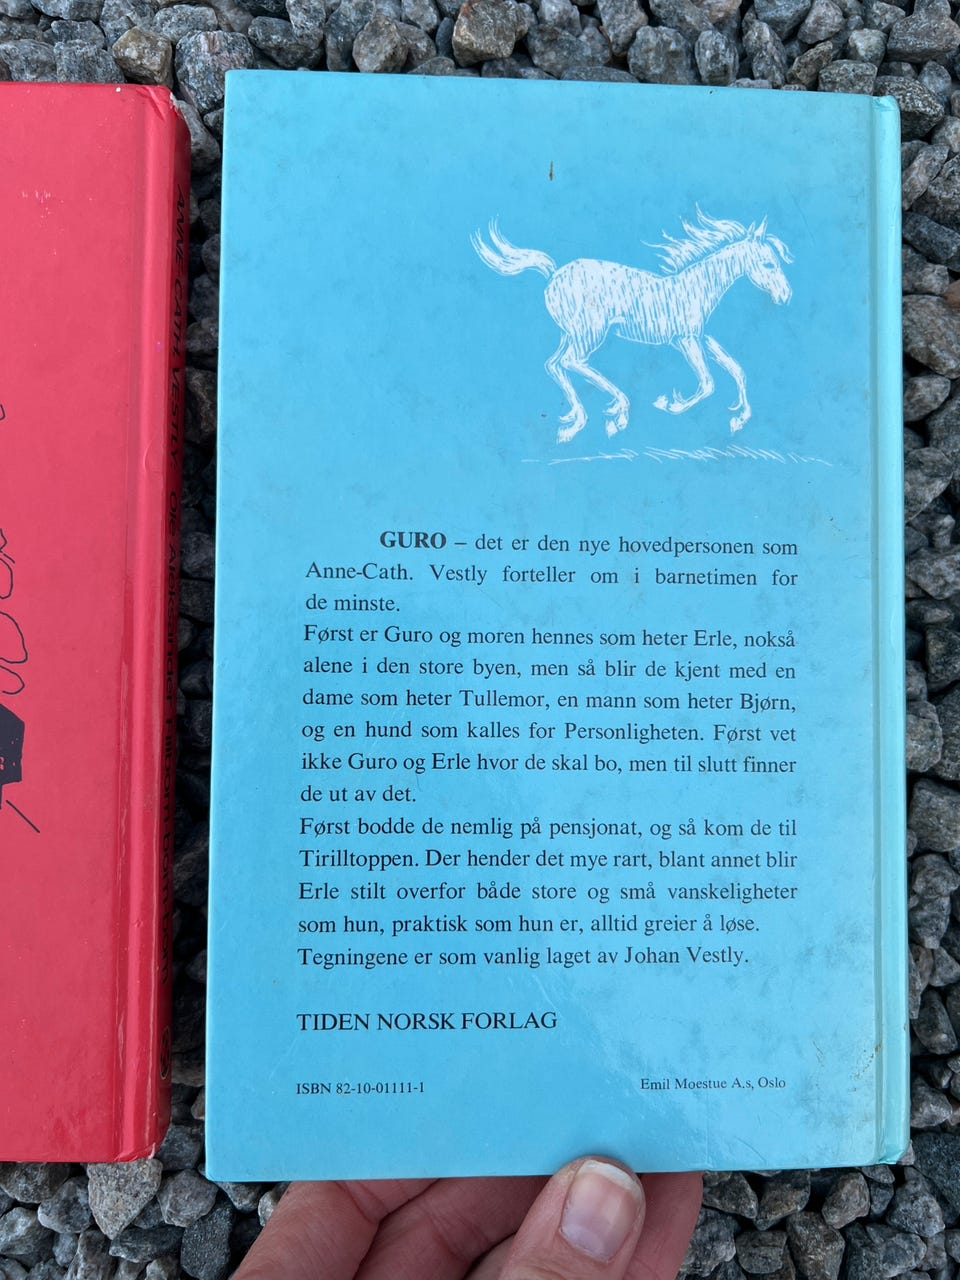 ANNE-CATH. VESTLY: Ole Aleksander
GURO – det er den nye hovedpersonen som
Anne-Cath. Vestly forteller om i barnetimen for
de minste.
Først er Guro og moren hennes som heter Erle, nokså
alene i den store byen, men så blir de kjent med en
dame som heter Tullemor, en mann som heter Bjørn,
og en hund som kalles for Personligheten. Først vet
ikke Guro og Erle hvor de skal bo, men til slutt finner
de ut av det.
Først bodde de nemlig på pensjonat, og så kom de til
Tirilltoppen. Der hender det mye rart, blant annet blir
Erle stilt overfor både store og små vanskeligheter
som hun, praktisk som hun er, alltid greier å løse.
Tegningene er som vanlig laget av Johan Vestly.
TIDEN NORSK FORLAG
ISBN 82-10-01111-1
Emil Moestue A.s, Oslo